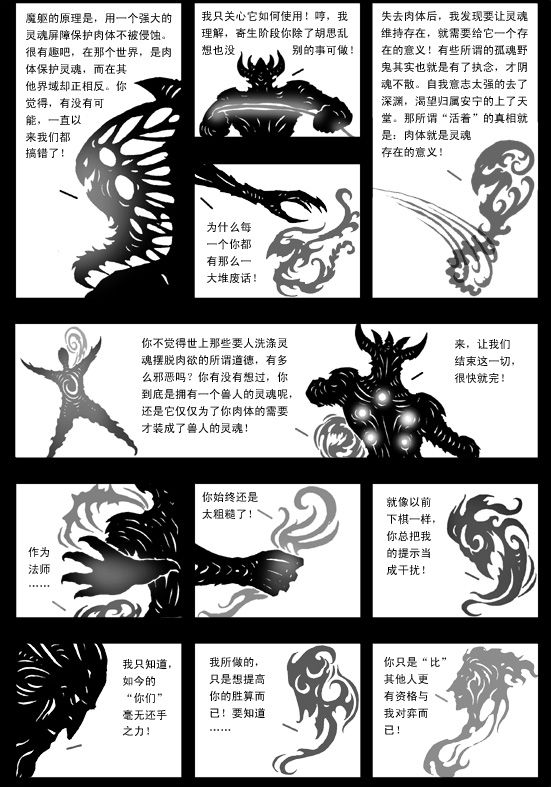 魔躯的原理是，用一个强大的
灵魂屏障保护肉体不被侵蚀。
很有趣吧，在那个世界，是肉
体保护灵魂，而在其
他界域却正相反。你
觉得，有没有可
能，一直以
来我们都
搞错了！
我只关心它如何使用！哼，我
理解，寄生阶段你除了胡思乱
想也没 别的事可做！
为什么每
一个你都
有那么一
大堆废话！
失去肉体后，我发现要让灵魂
维持存在，就需要给它一个存
在的意义！有些所谓的孤魂野
鬼其实也就是有了执念，才阴
魂不散。自我意志太强的去了
深渊，渴望归属安宁的上了天
堂。那所谓“活着”的真相就
是：肉体就是灵魂
存在的意义！
你不觉得世上那些要人洗涤灵
魂摆脱肉欲的所谓道德，有多
么邪恶吗？你有没有想过，你
到底是拥有一个兽人的灵魂呢，
还是它仅仅为了你肉体的需要
才装成了兽人的灵魂！
来，让我们
结束这一切，
很快就完！
作为
法师
……
你始终还是
太粗糙了！
就像以前
下棋一样，
你总把我
的提示当
成干扰！
我只知道，
如今的
“你们”
毫无还手
之力！
我所做的，
只是想提高
你的胜算而
已！要知道
……
你只是“比”
其他人更
有资格与
我对弈而
已！